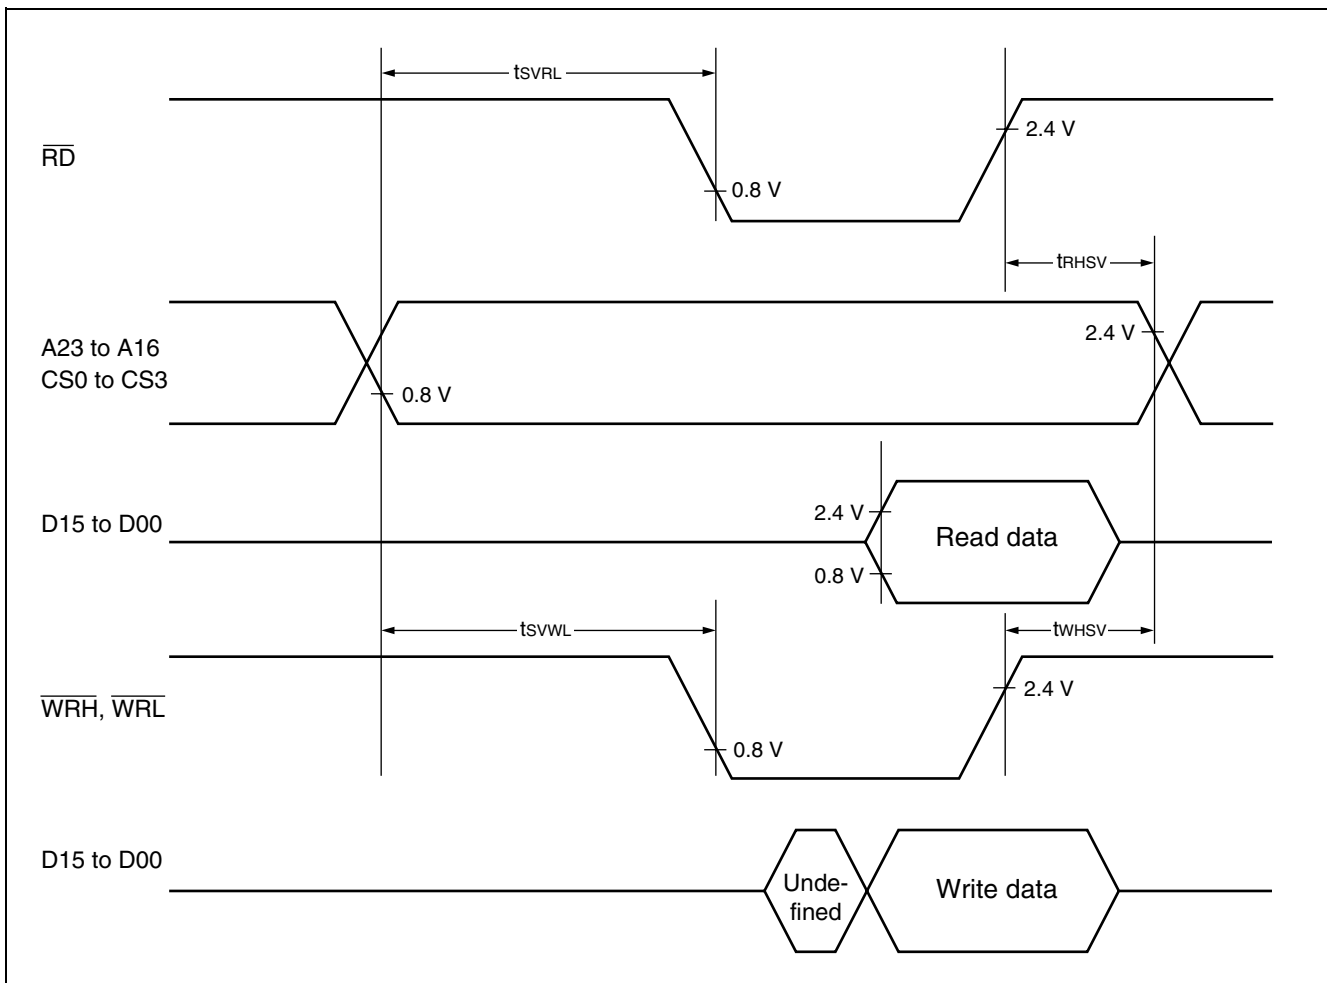 tSVRL
RD
2.4 V
0.8 V
tRHSV
A23 to A16
CS0 to CS3
2.4 V
0.8 V
D15 to D00
2.4 V
Read data
0.8 V
tSVWL
tWHSV
WRH, WRL
2.4 V
0.8 V
D15 to D00
Unde-
fined
Write data